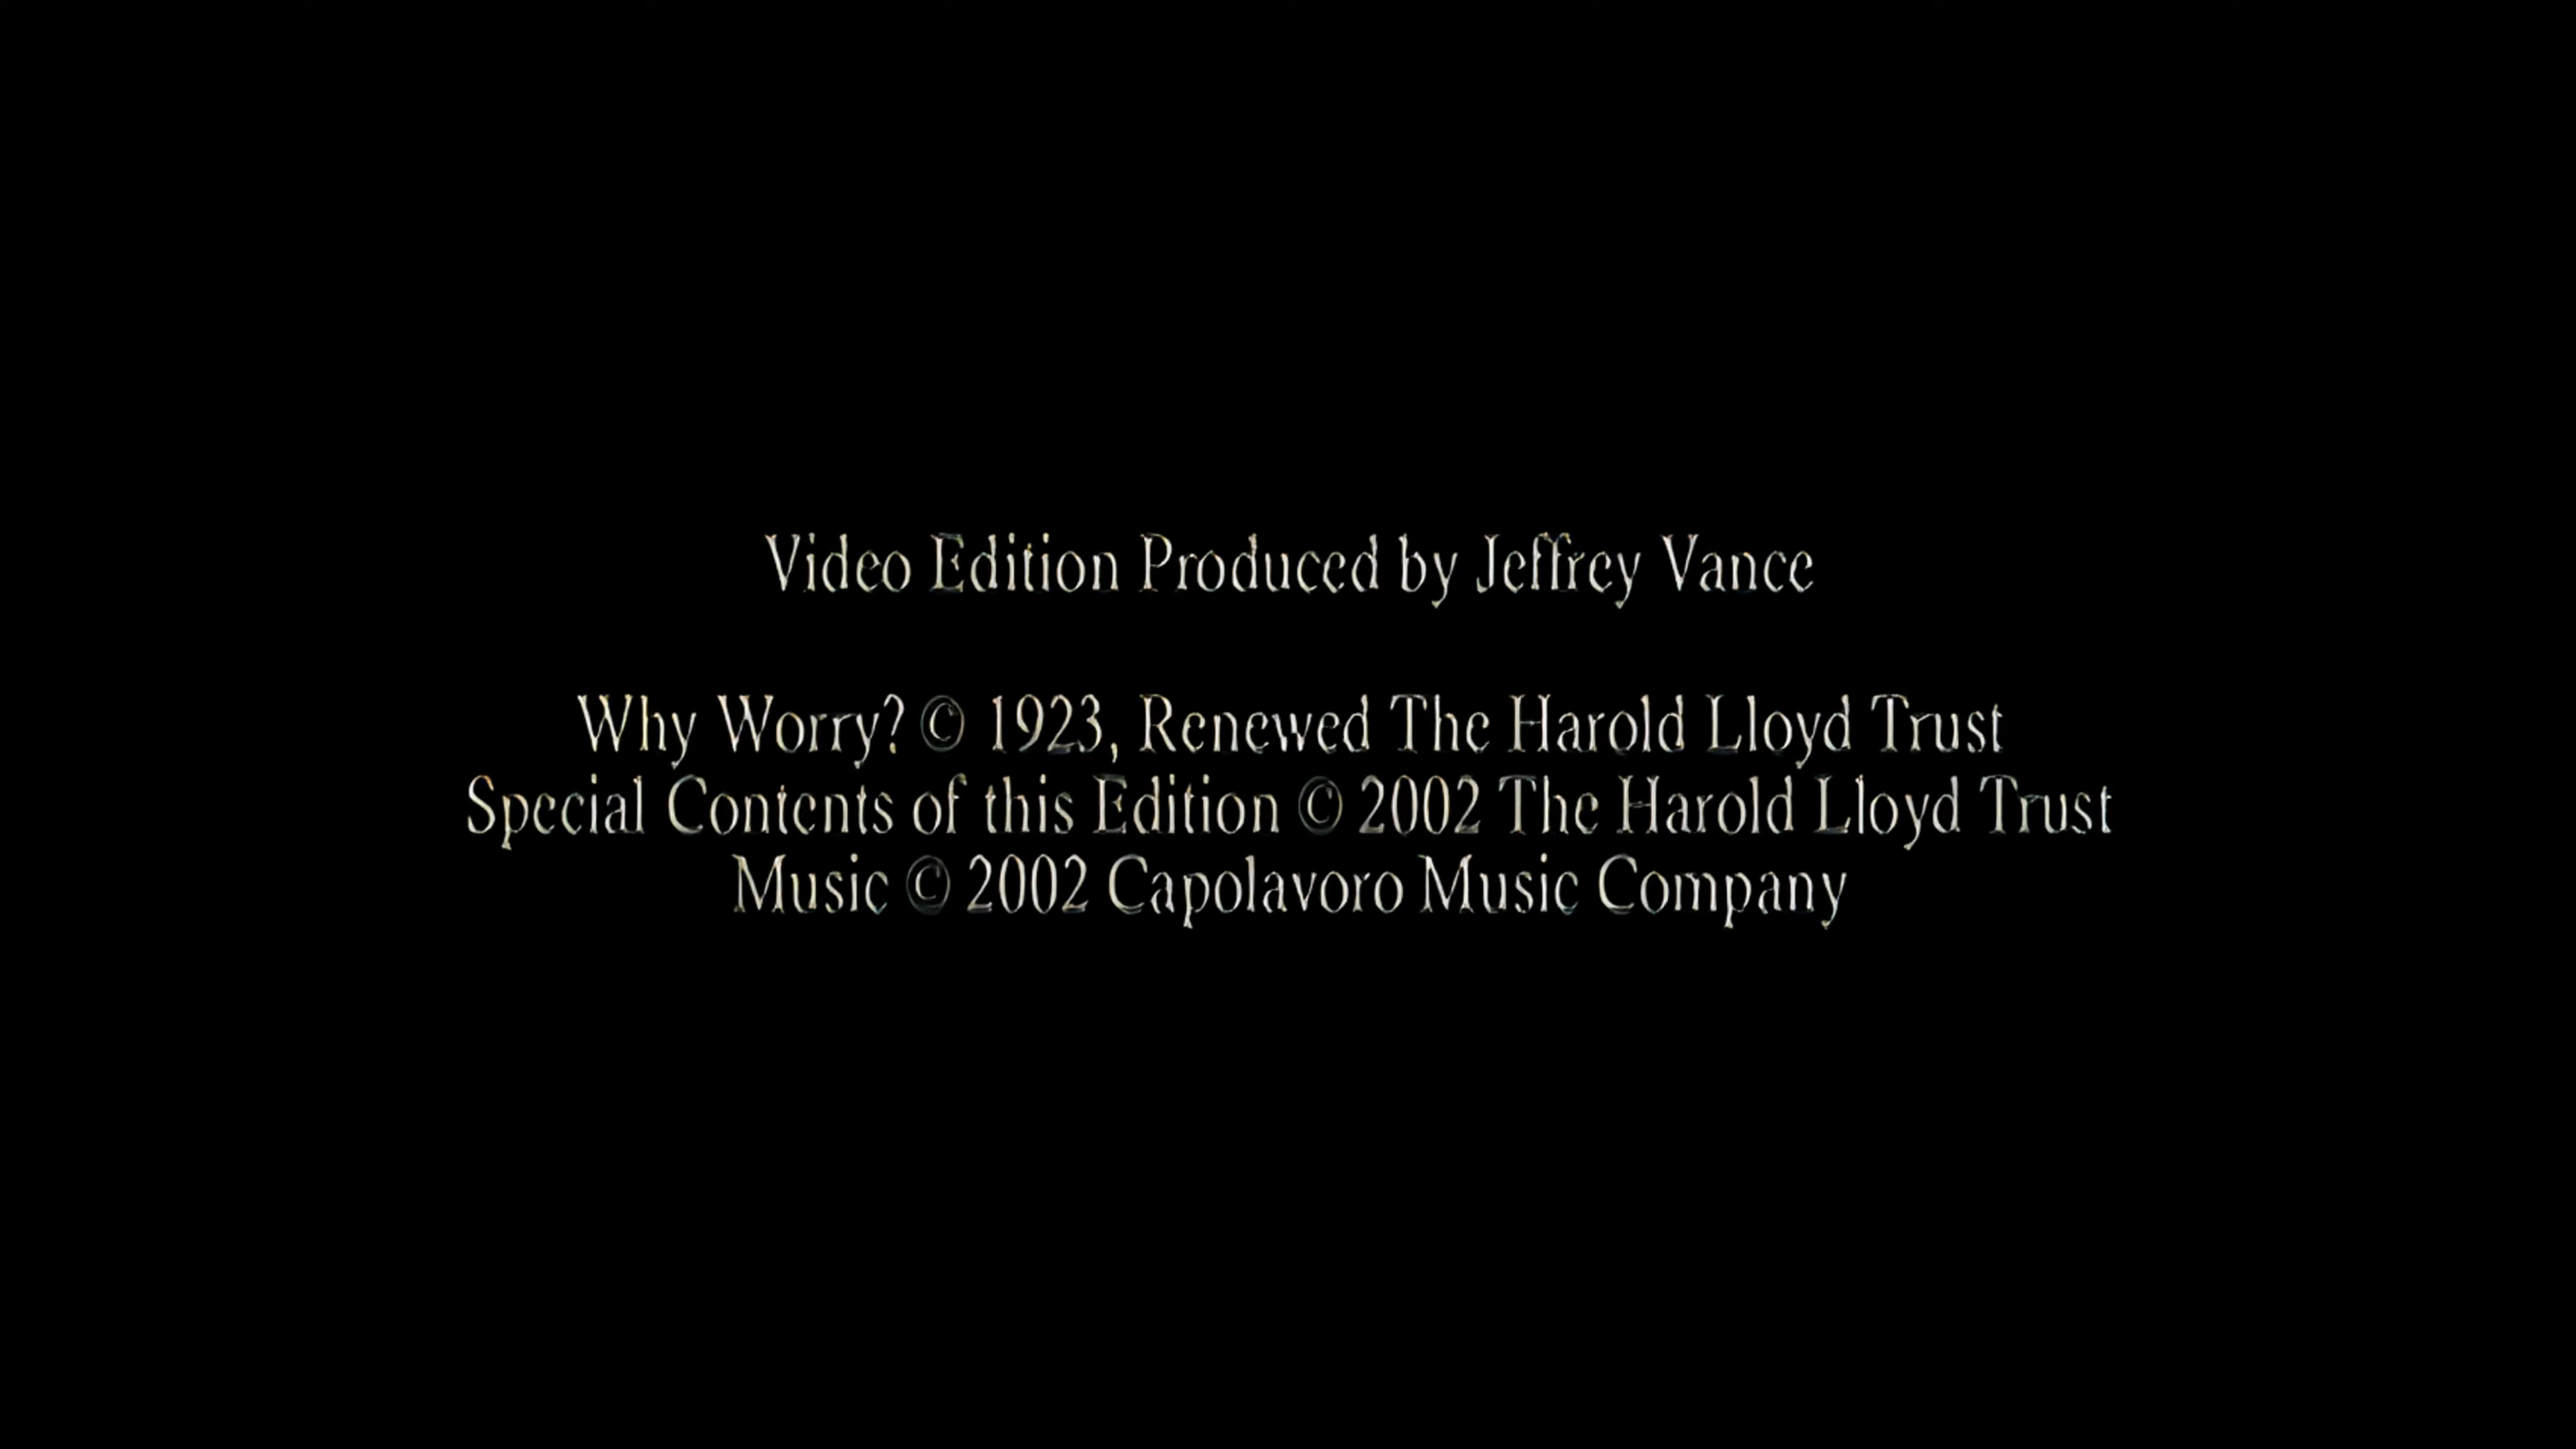 Video Edition Produced by Jeffrey Vance
Why Worry? © 1923, Renewed The Harold Lloyd Trust
Special Contents of this Edition © 2002 The Harold Lloyd Trust
Music © 2002 Capolavoro Music Company